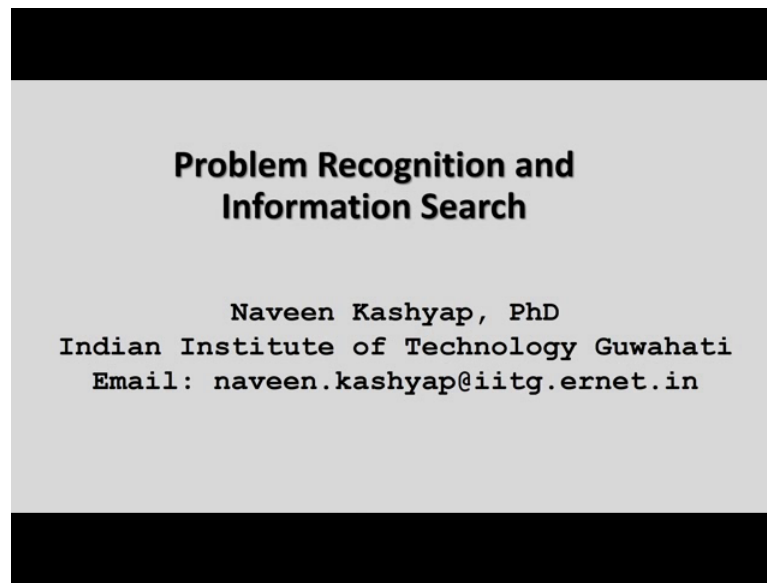 Problem Recognition and
Information Search
Naveen Kashyap, PhD
Indian Institute of Technology Guwahati
Email: naveen.kashyap@iitg.ernet.in